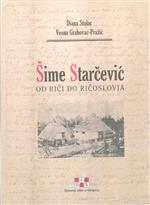 Diana Stolac
Vesna Grahovac-Pražić
Šime Starčević
OD RIČI DO RIČOSLOVJA